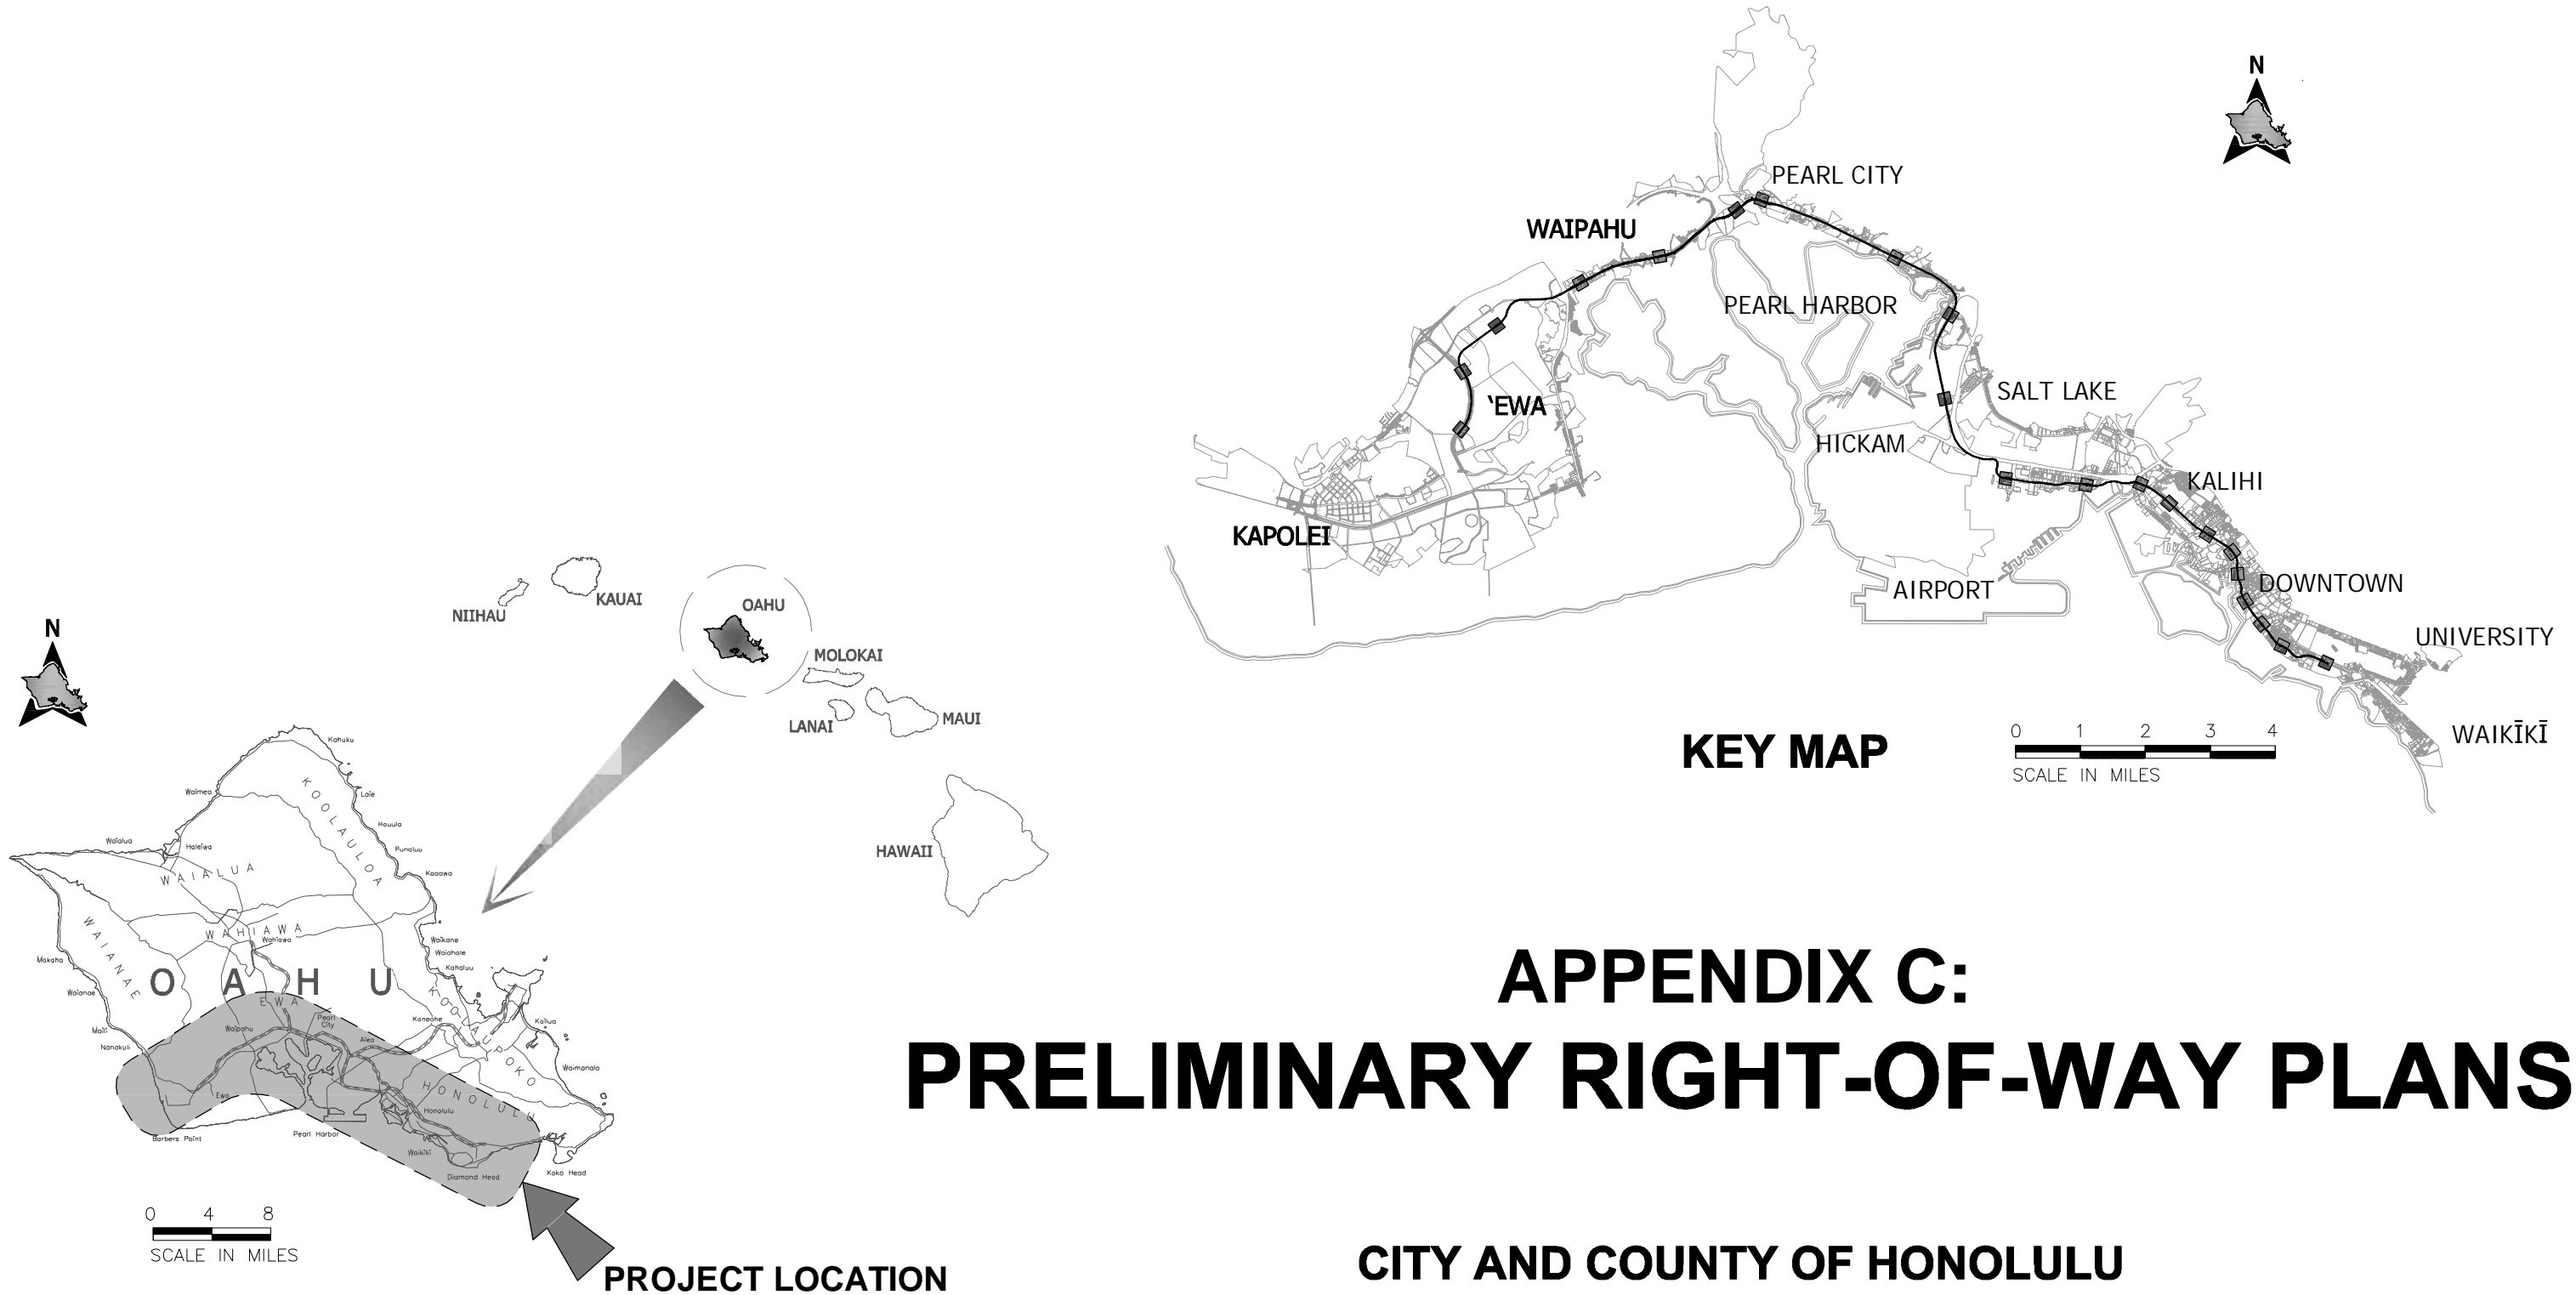 N
PEARL CITY
WAIPAHU
PEARL HARBOR
SALT LAKE
‘EWA
HICKAM
KALIHI
KAPOLEI
AIRPORT
DOWNTOWN
UNIVERSITY
WAIKĪKĪ
KEY MAP
0 1 2 3 4
SCALE IN MILES
NIIHAU
KAUAI
OAHU
MOLOKAI
LANAI
MAUI
HAWAII
N
Kahuku
Waimea
Laie
KOOLAULOA
Hauula
Waialua
Haleiwa
Punaluu
WAIALUA
Kaaawa
WAIANAE
WAHIAWA
Wahiawa
Waikane
Waiahole
Makaha
Kahaluu
OAHU
Waianae
EWA
KOOLAUPOKO
Pearl
City
Waipahu
Kaneohe
Kailua
Maili
Aiea
Nanakuli
Waimanalo
HONOLULU
Ewa
Honolulu
Barbers Point
Pearl Harbor
Waikiki
Diamond Head
Koko Head
0 4 8
SCALE IN MILES
PROJECT LOCATION
APPENDIX C:
PRELIMINARY RIGHT-OF-WAY PLANS
CITY AND COUNTY OF HONOLULU